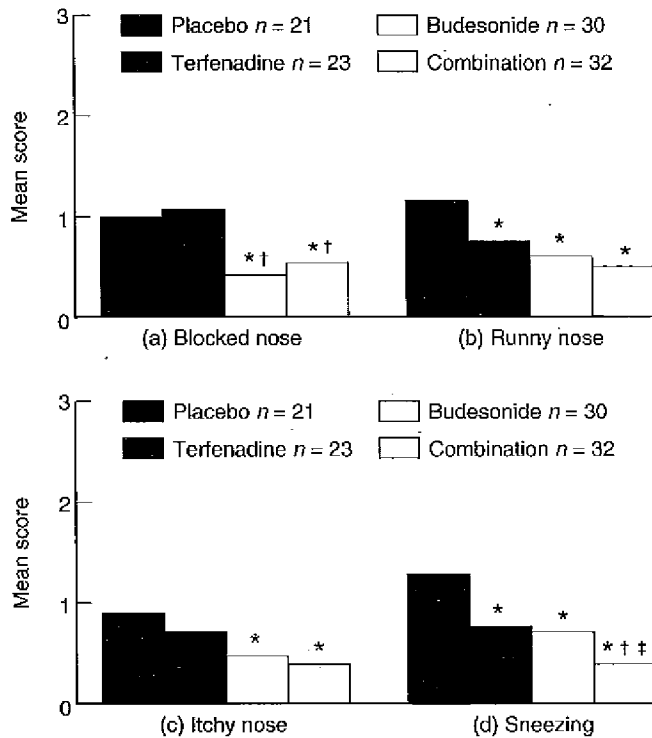 Placebo n = 21
Budesonide n = 30
Terfenadine n = 23
Combination n = 32
Mean score
3
2
1
0
* †
* †
*
*
*
(a) Blocked nose
(b) Runny nose
Placebo n = 21
Budesonide n = 30
Terfenadine n = 23
Combination n = 32
Mean score
3
2
1
0
*
*
*
*
* † ‡
(c) Itchy nose
(d) Sneezing